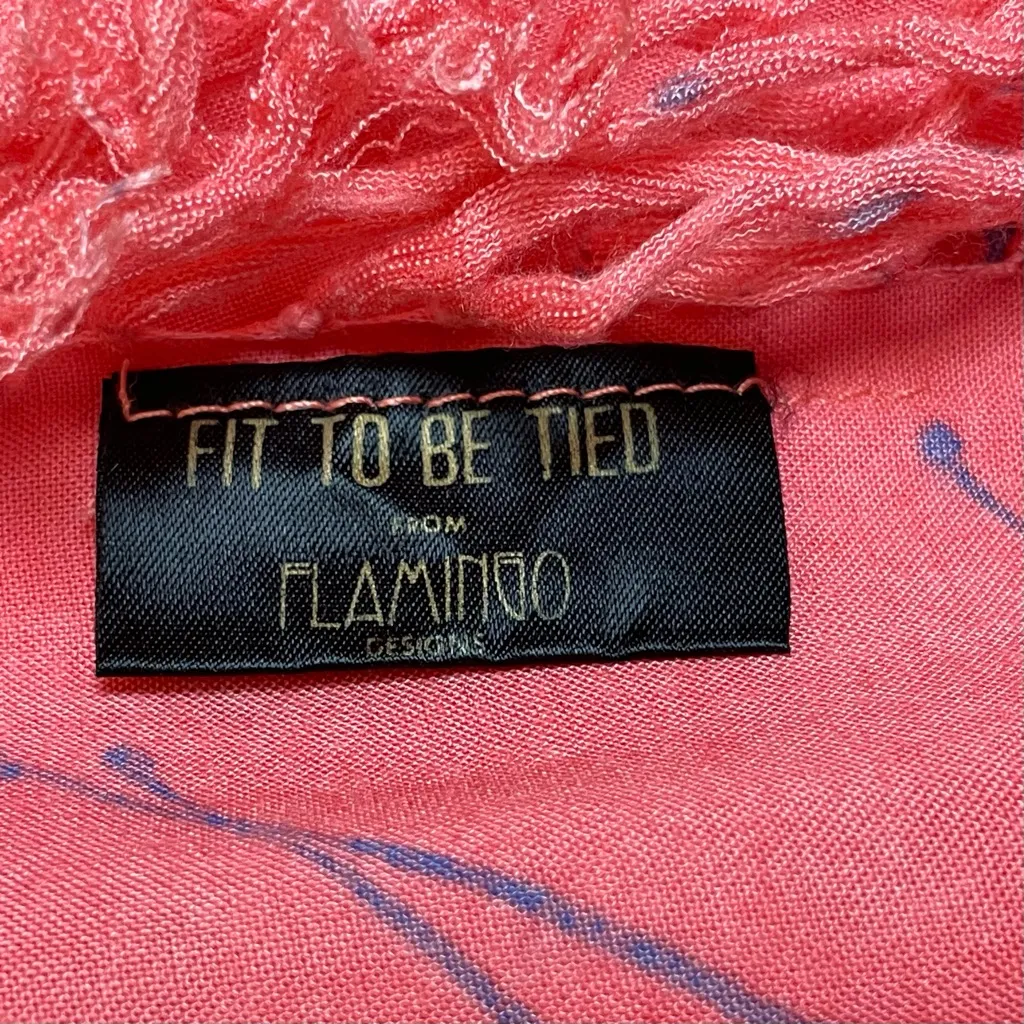 FIT TO BE TIED
FROM
FLAMINGO
DESIGNS